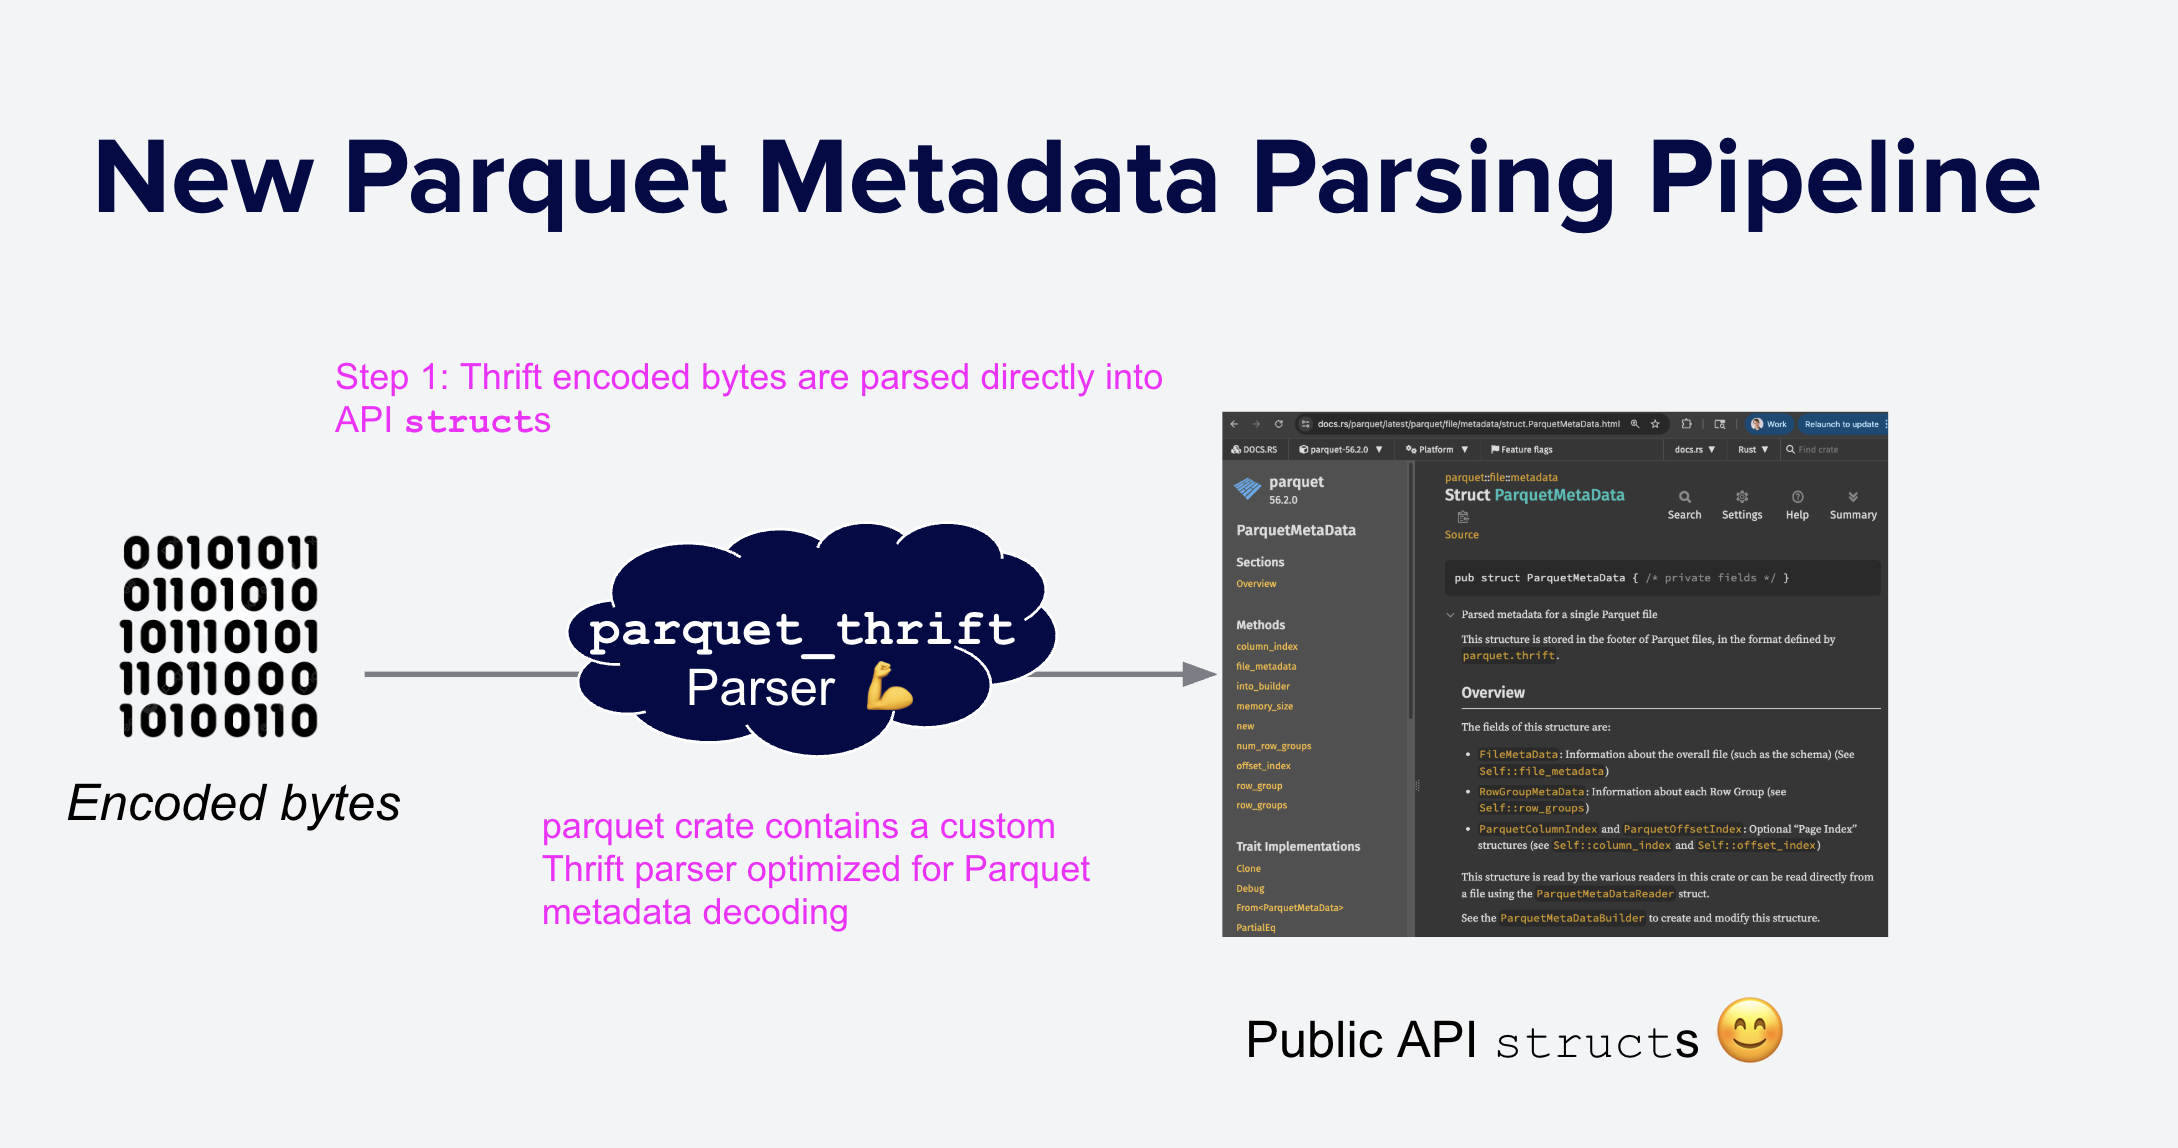 New Parquet Metadata Parsing Pipeline
Step 1: Thrift encoded bytes are parsed directly into
API structs
00101011
01101010
101110101
11011000
10100110
Encoded bytes
parquet_thrift
Parser 💪
parquet crate contains a custom
Thrift parser optimized for Parquet
metadata decoding
docs.rs/parquet/latest/parquet/file/metadata/struct.ParquetMetaData.html
Work
Relaunch to update
DOCS.RS
parquet-56.2.0
Platform
Feature flags
docs.rs
Rust
Find crate
parquet
56.2.0
ParquetMetaData
Sections
Overview
Methods
column_index
file_metadata
into_builder
memory_size
new
num_row_groups
offset_index
row_group
row_groups
Trait Implementations
Clone
Debug
From<ParquetMetaData>
PartialEq
parquet::file::metadata
Struct ParquetMetaData
Search
Settings
Help
Summary
Source
pub struct ParquetMetaData { /* private fields */ }
Parsed metadata for a single Parquet file
This structure is stored in the footer of Parquet files, in the format defined by
parquet.thrift.
Overview
The fields of this structure are:
• FileMetaData: Information about the overall file (such as the schema) (See
Self::file_metadata)
• RowGroupMetaData: Information about each Row Group (see
Self::row_groups)
• ParquetColumnIndex and ParquetOffsetIndex: Optional “Page Index”
structures (see Self::column_index and Self::offset_index)
This structure is read by the various readers in this crate or can be read directly from
a file using the ParquetMetaDataReader struct.
See the ParquetMetaDataBuilder to create and modify this structure.
Public API structs 😊